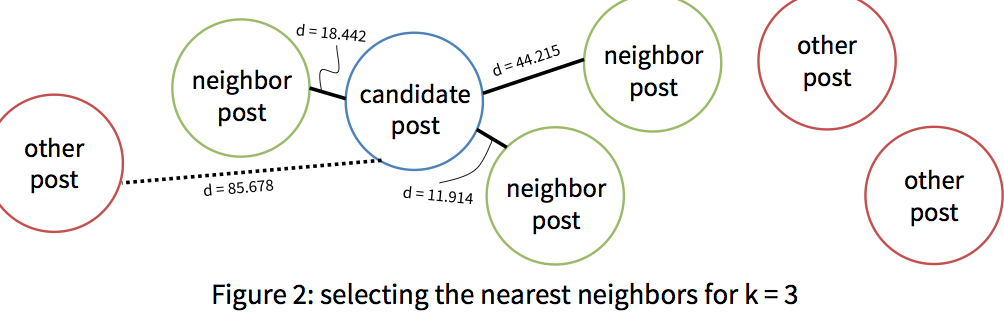 d = 18.442
neighbor
post
candidate
post
d = 44.215
neighbor
post
other
post
other
post
d = 85.678
d = 11.914
neighbor
post
other
post
Figure 2: selecting the nearest neighbors for k = 3